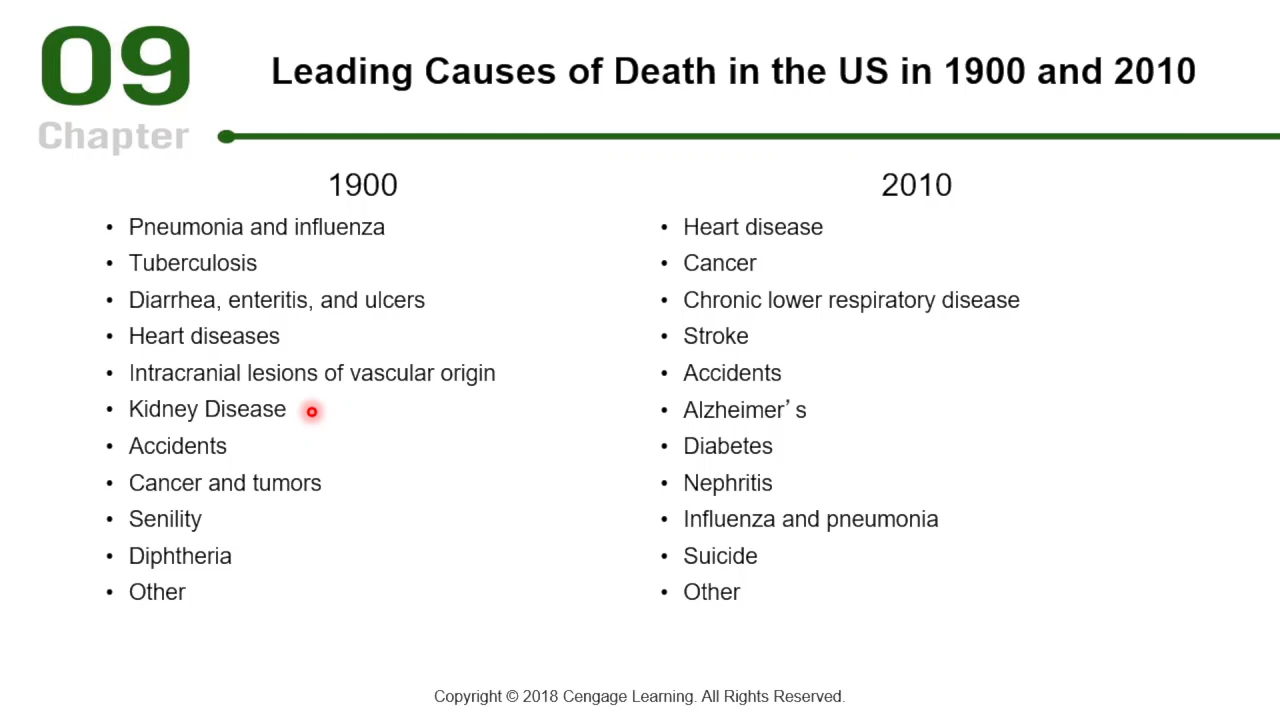 09
Chapter
Leading Causes of Death in the US in 1900 and 2010
1900
• Pneumonia and influenza
• Tuberculosis
• Diarrhea, enteritis, and ulcers
• Heart diseases
• Intracranial lesions of vascular origin
• Kidney Disease
• Accidents
• Cancer and tumors
• Senility
• Diphtheria
• Other
2010
• Heart disease
• Cancer
• Chronic lower respiratory disease
• Stroke
• Accidents
• Alzheimer’s
• Diabetes
• Nephritis
• Influenza and pneumonia
• Suicide
• Other
Copyright © 2018 Cengage Learning. All Rights Reserved.